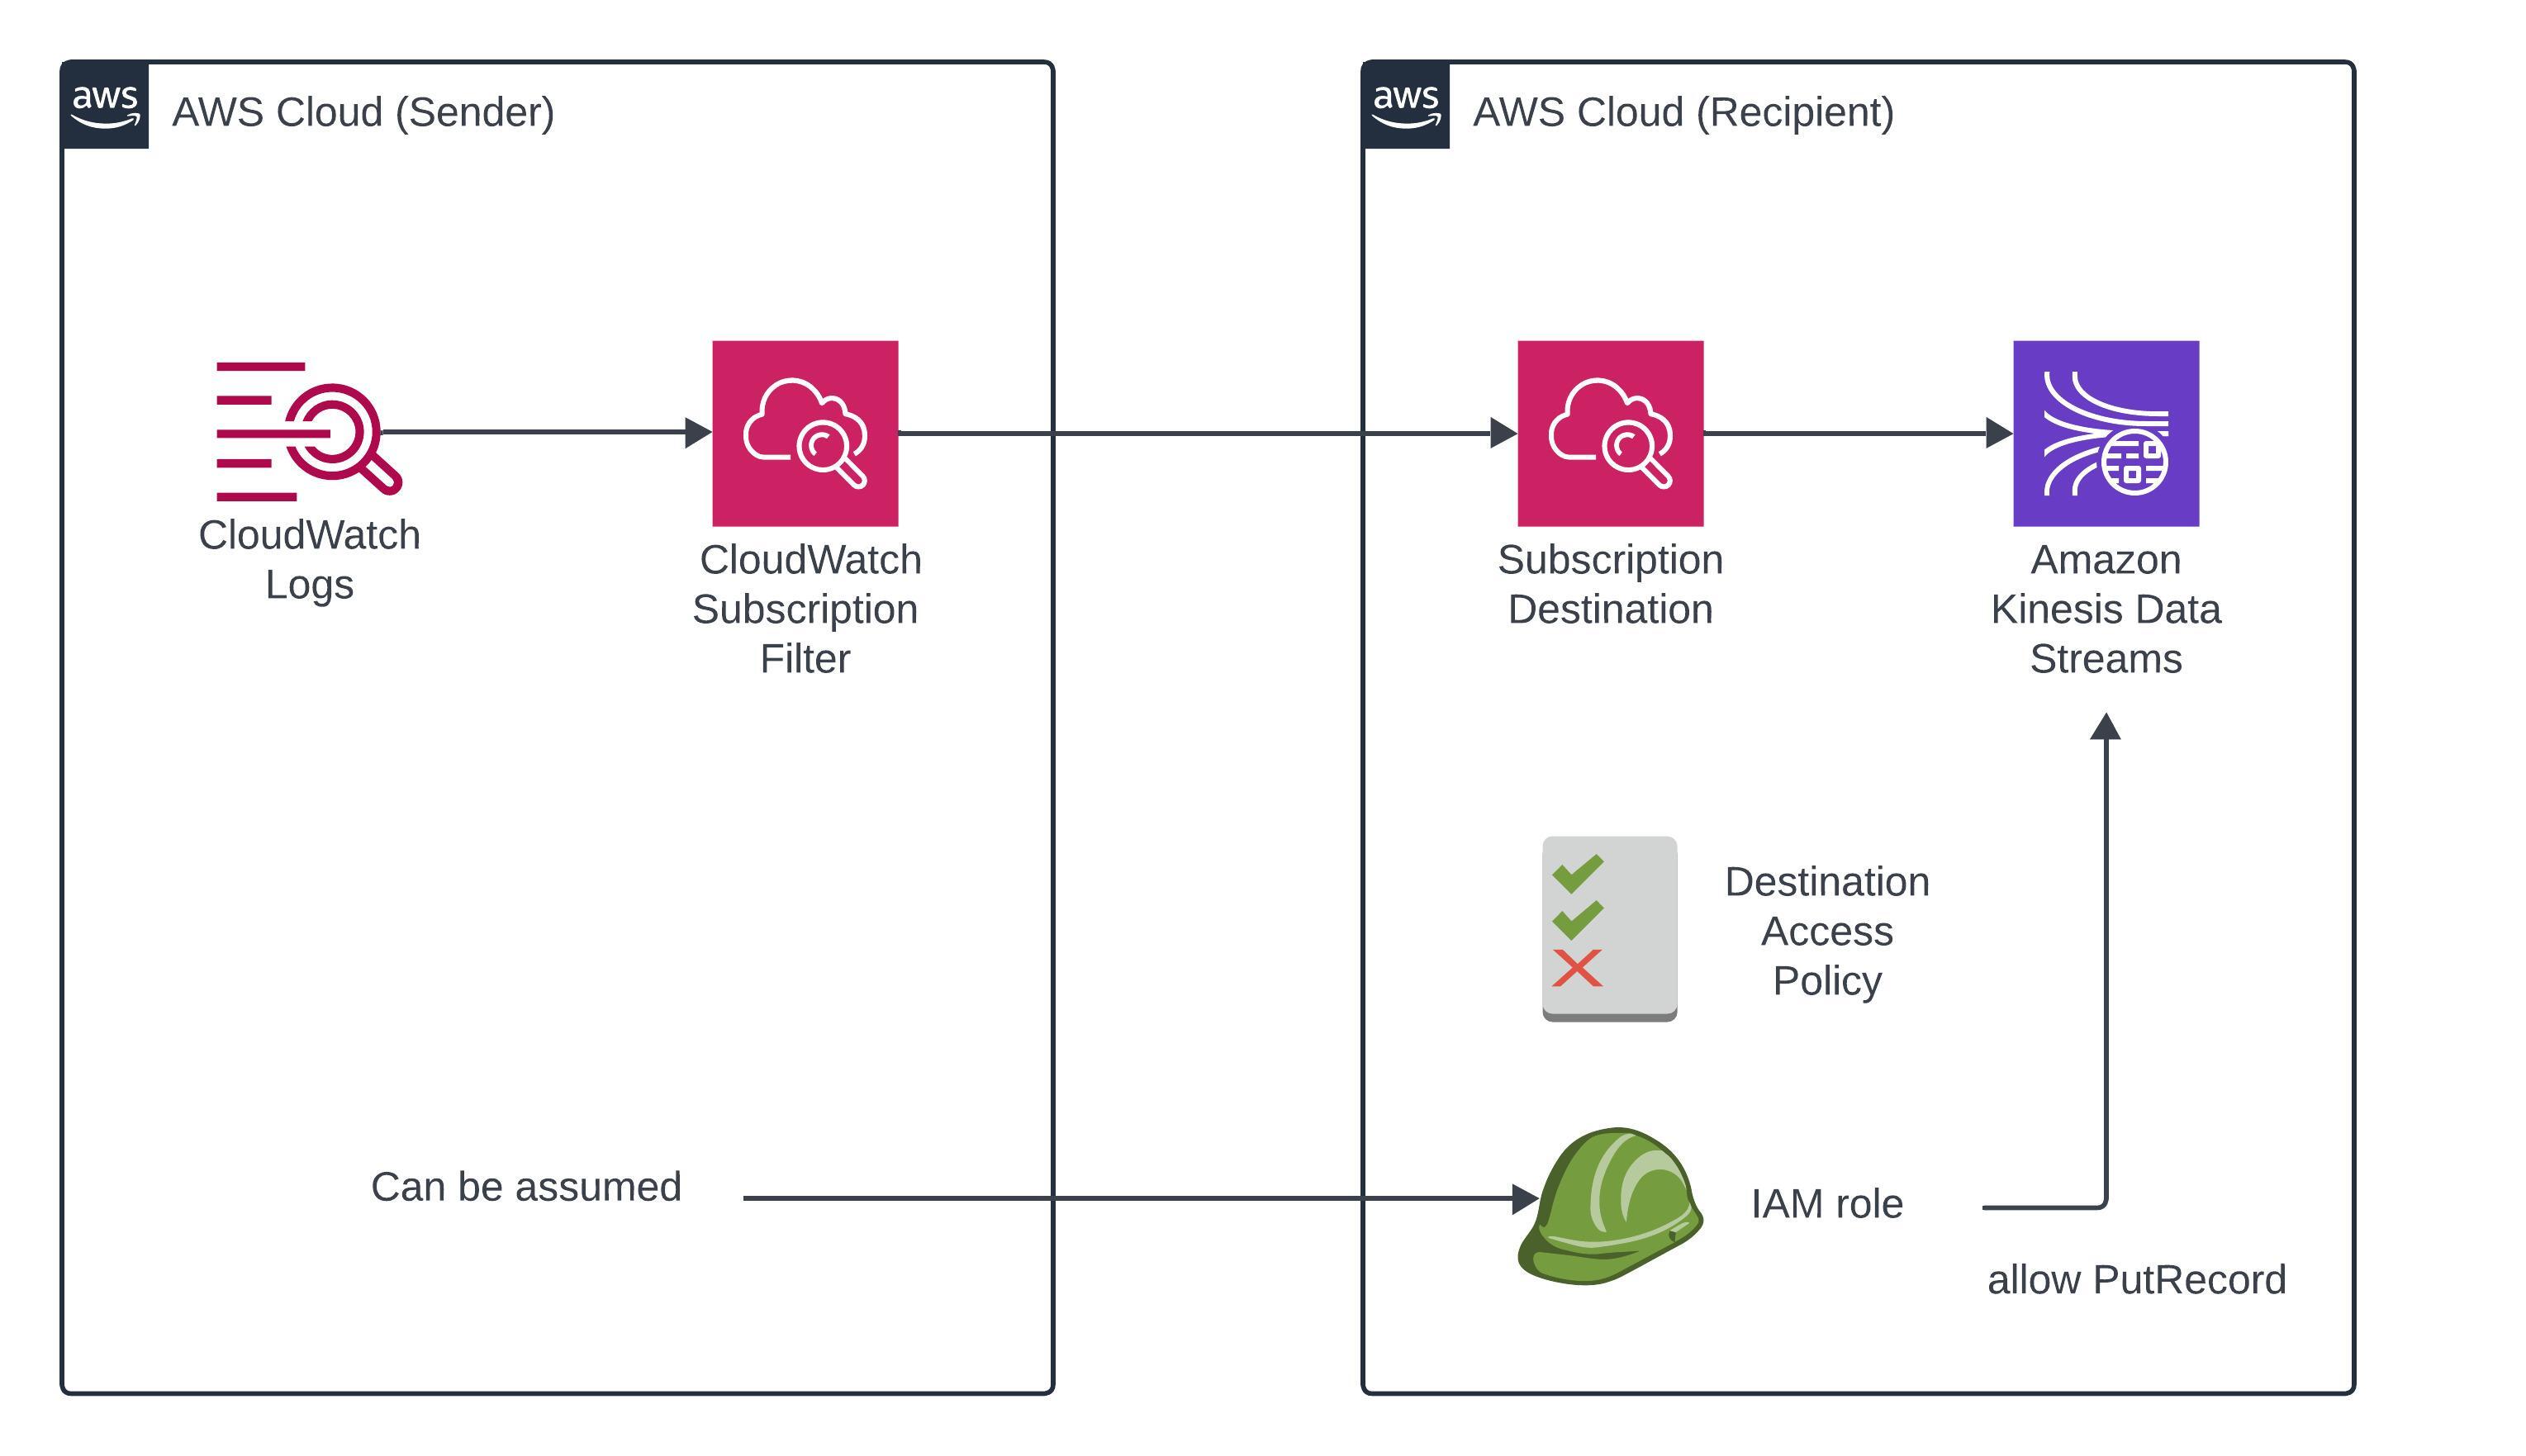 aws
AWS Cloud (Sender)
aws
AWS Cloud (Recipient)
CloudWatch
Logs
CloudWatch
Subscription
Filter
Subscription
Destination
Amazon
Kinesis Data
Streams
Destination
Access
Policy
Can be assumed
IAM role
allow PutRecord